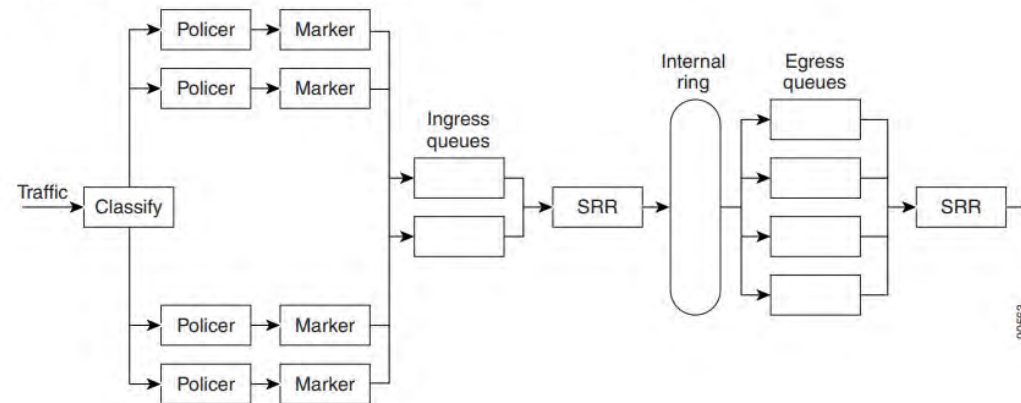 Policer
Marker
Policer
Marker
Internal
ring
Egress
queues
Ingress
queues
Traffic
Classify
SRR
SRR
Policer
Marker
Policer
Marker